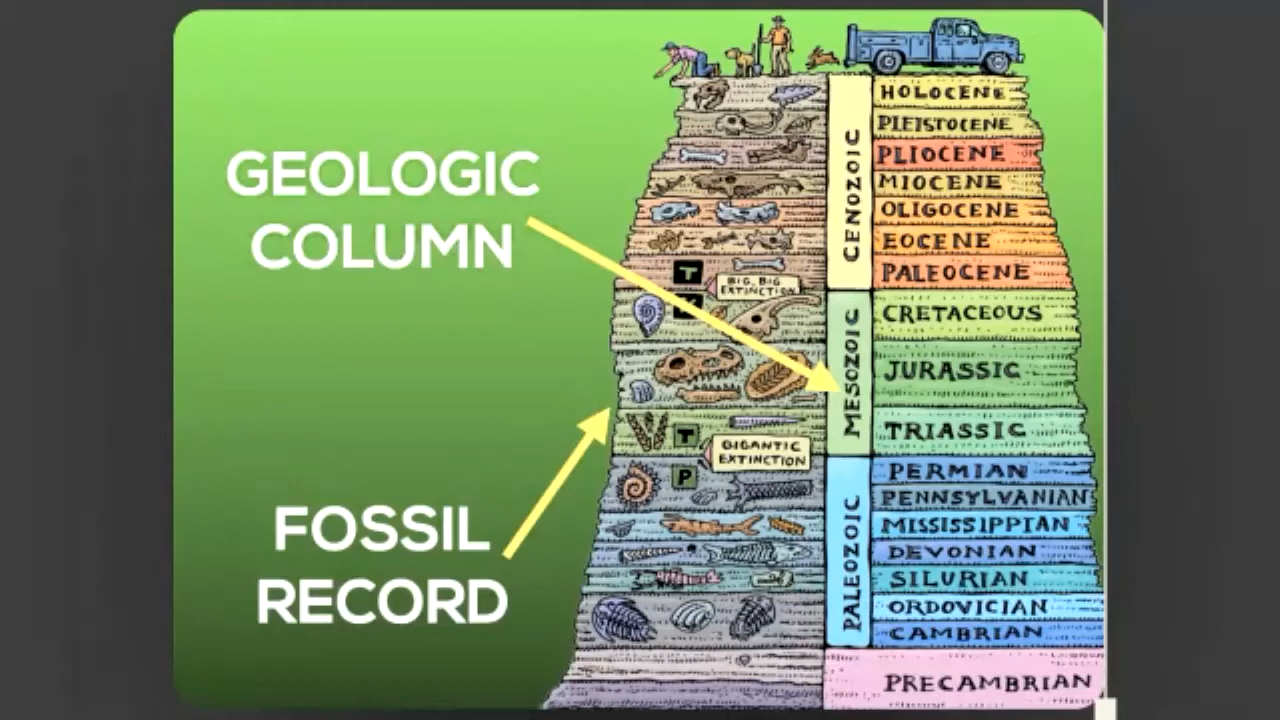 GEOLOGIC
COLUMN
FOSSIL
RECORD
T
BIG, BIG
EXTINCTION
T
GIGANTIC
EXTINCTION
P
CENOZOIC
MESOZOIC
PALEOZOIC
HOLOCENE
PLEISTOCENE
PLIOCENE
MIOCENE
OLIGOCENE
EOCENE
PALEOCENE
CRETACEOUS
JURASSIC
TRIASSIC
PERMIAN
PENNSYLVANIAN
MISSISSIPPIAN
DEVONIAN
SILURIAN
ORDOVICIAN
CAMBRIAN
PRECAMBRIAN